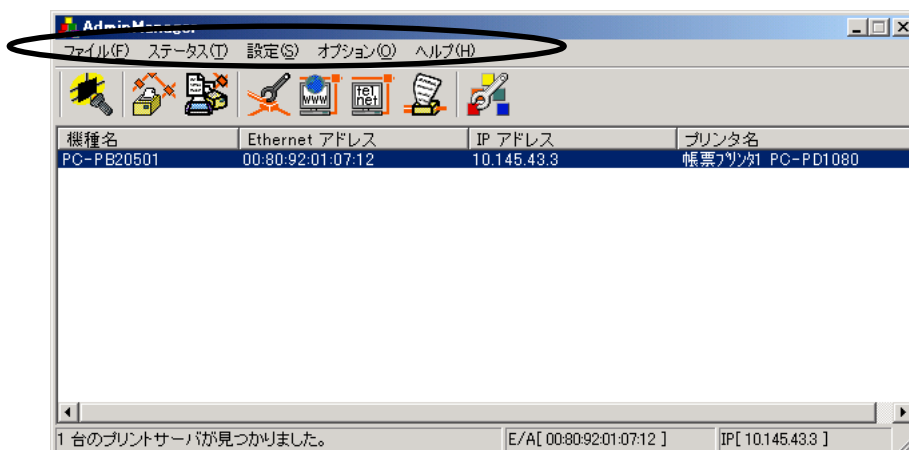 AdminManager
ファイル(F) ステータス(T) 設定(S) オプション(O) ヘルプ(H)
www tel net
機種名 Ethernet アドレス IP アドレス プリンタ名
PC-PB20501 00:80:92:01:07:12 10.145.43.3 帳票プリンタ1 PC-PD1080
1 台のプリントサーバが見つかりました。 E/A[ 00:80:92:01:07:12 ] IP[ 10.145.43.3 ]